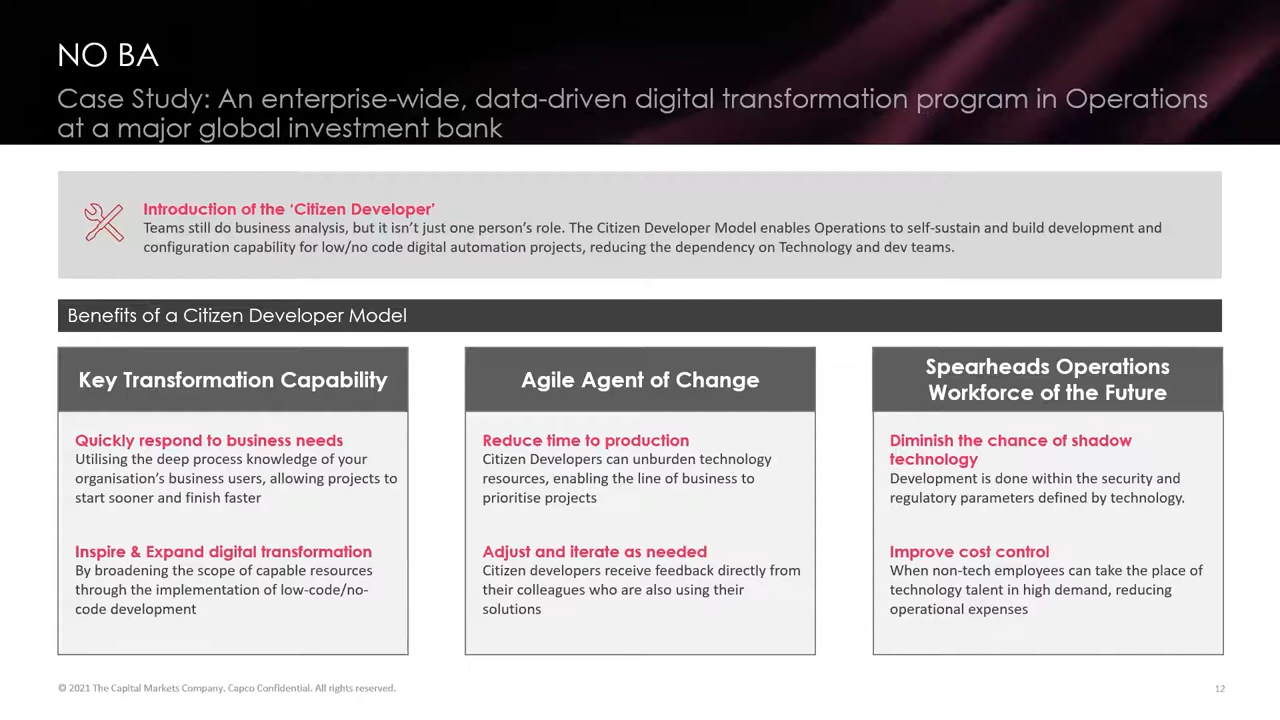 NO BA
Case Study: An enterprise-wide, data-driven digital transformation program in Operations
at a major global investment bank
Introduction of the ‘Citizen Developer’
Teams still do business analysis, but it isn’t just one person’s role. The Citizen Developer Model enables Operations to self-sustain and build development and
configuration capability for low/no code digital automation projects, reducing the dependency on Technology and dev teams.
Benefits of a Citizen Developer Model
Key Transformation Capability
Quickly respond to business needs
Utilising the deep process knowledge of your
organisation’s business users, allowing projects to
start sooner and finish faster
Inspire & Expand digital transformation
By broadening the scope of capable resources
through the implementation of low-code/no-
code development
Agile Agent of Change
Reduce time to production
Citizen Developers can unburden technology
resources, enabling the line of business to
prioritise projects
Adjust and iterate as needed
Citizen developers receive feedback directly from
their colleagues who are also using their
solutions
Spearheads Operations
Workforce of the Future
Diminish the chance of shadow
technology
Development is done within the security and
regulatory parameters defined by technology.
Improve cost control
When non-tech employees can take the place of
technology talent in high demand, reducing
operational expenses
© 2021 The Capital Markets Company. Capco Confidential. All rights reserved.
12